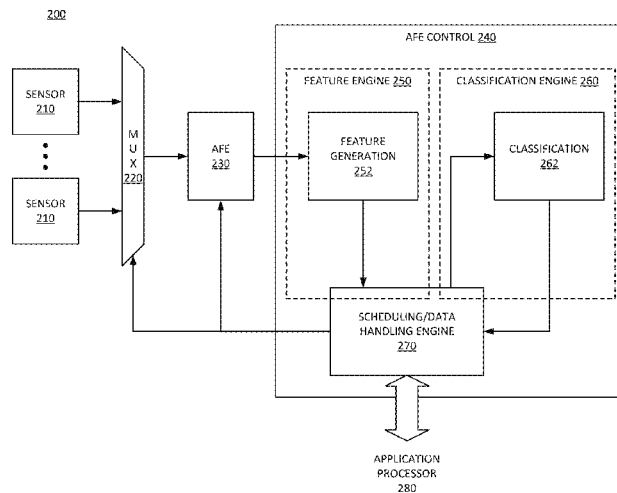 200
AFE CONTROL 240
FEATURE ENGINE 250
CLASSIFICATION ENGINE 260
SENSOR
210
SENSOR
210
M
U
X
220
AFE
230
FEATURE
GENERATION
252
CLASSIFICATION
262
SCHEDULING/DATA
HANDLING ENGINE
270
APPLICATION
PROCESSOR
280